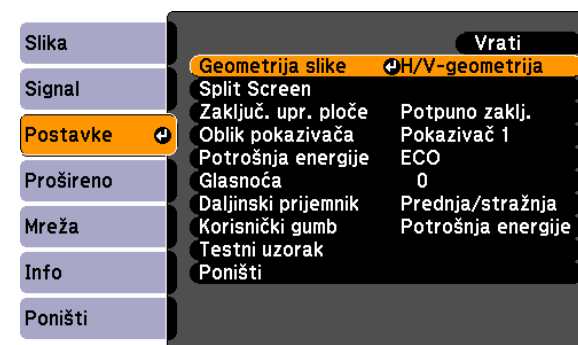 Slika
Signal
Postavke
Prošireno
Mreža
Info
Poništi
Vrati
Geometrija slike H/V-geometrija
Split Screen
Zaključ. upr. ploče Potpuno zaklj.
Oblik pokazivača Pokazivač 1
Potrošnja energije ECO
Glasnoća 0
Daljinski prijemnik Prednja/stražnja
Korisnički gumb Potrošnja energije
Testni uzorak
Poništi